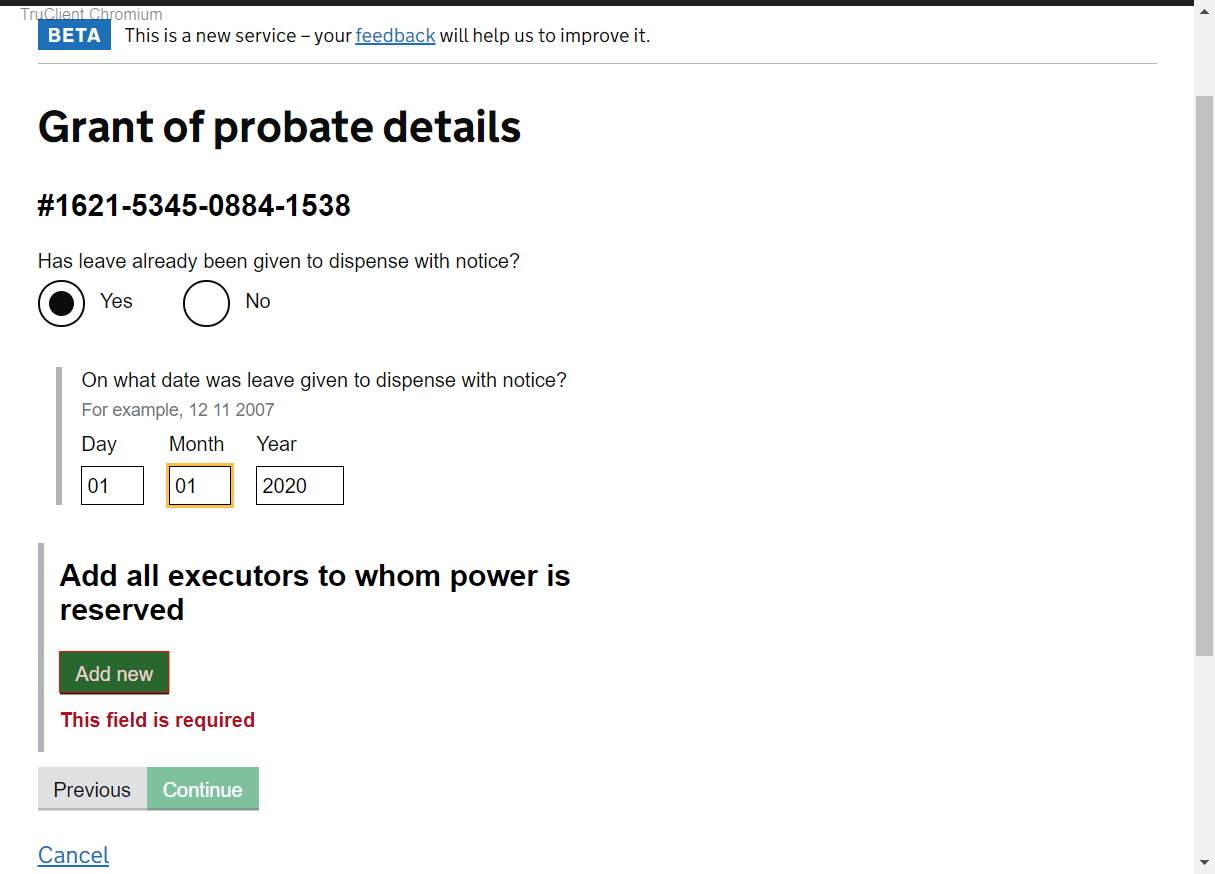 TruClient Chromium
BETA This is a new service – your feedback will help us to improve it.
Grant of probate details
#1621-5345-0884-1538
Has leave already been given to dispense with notice?
Yes No
On what date was leave given to dispense with notice?
For example, 12 11 2007
Day Month Year
01 01 2020
Add all executors to whom power is
reserved
Add new
This field is required
Previous Continue
Cancel